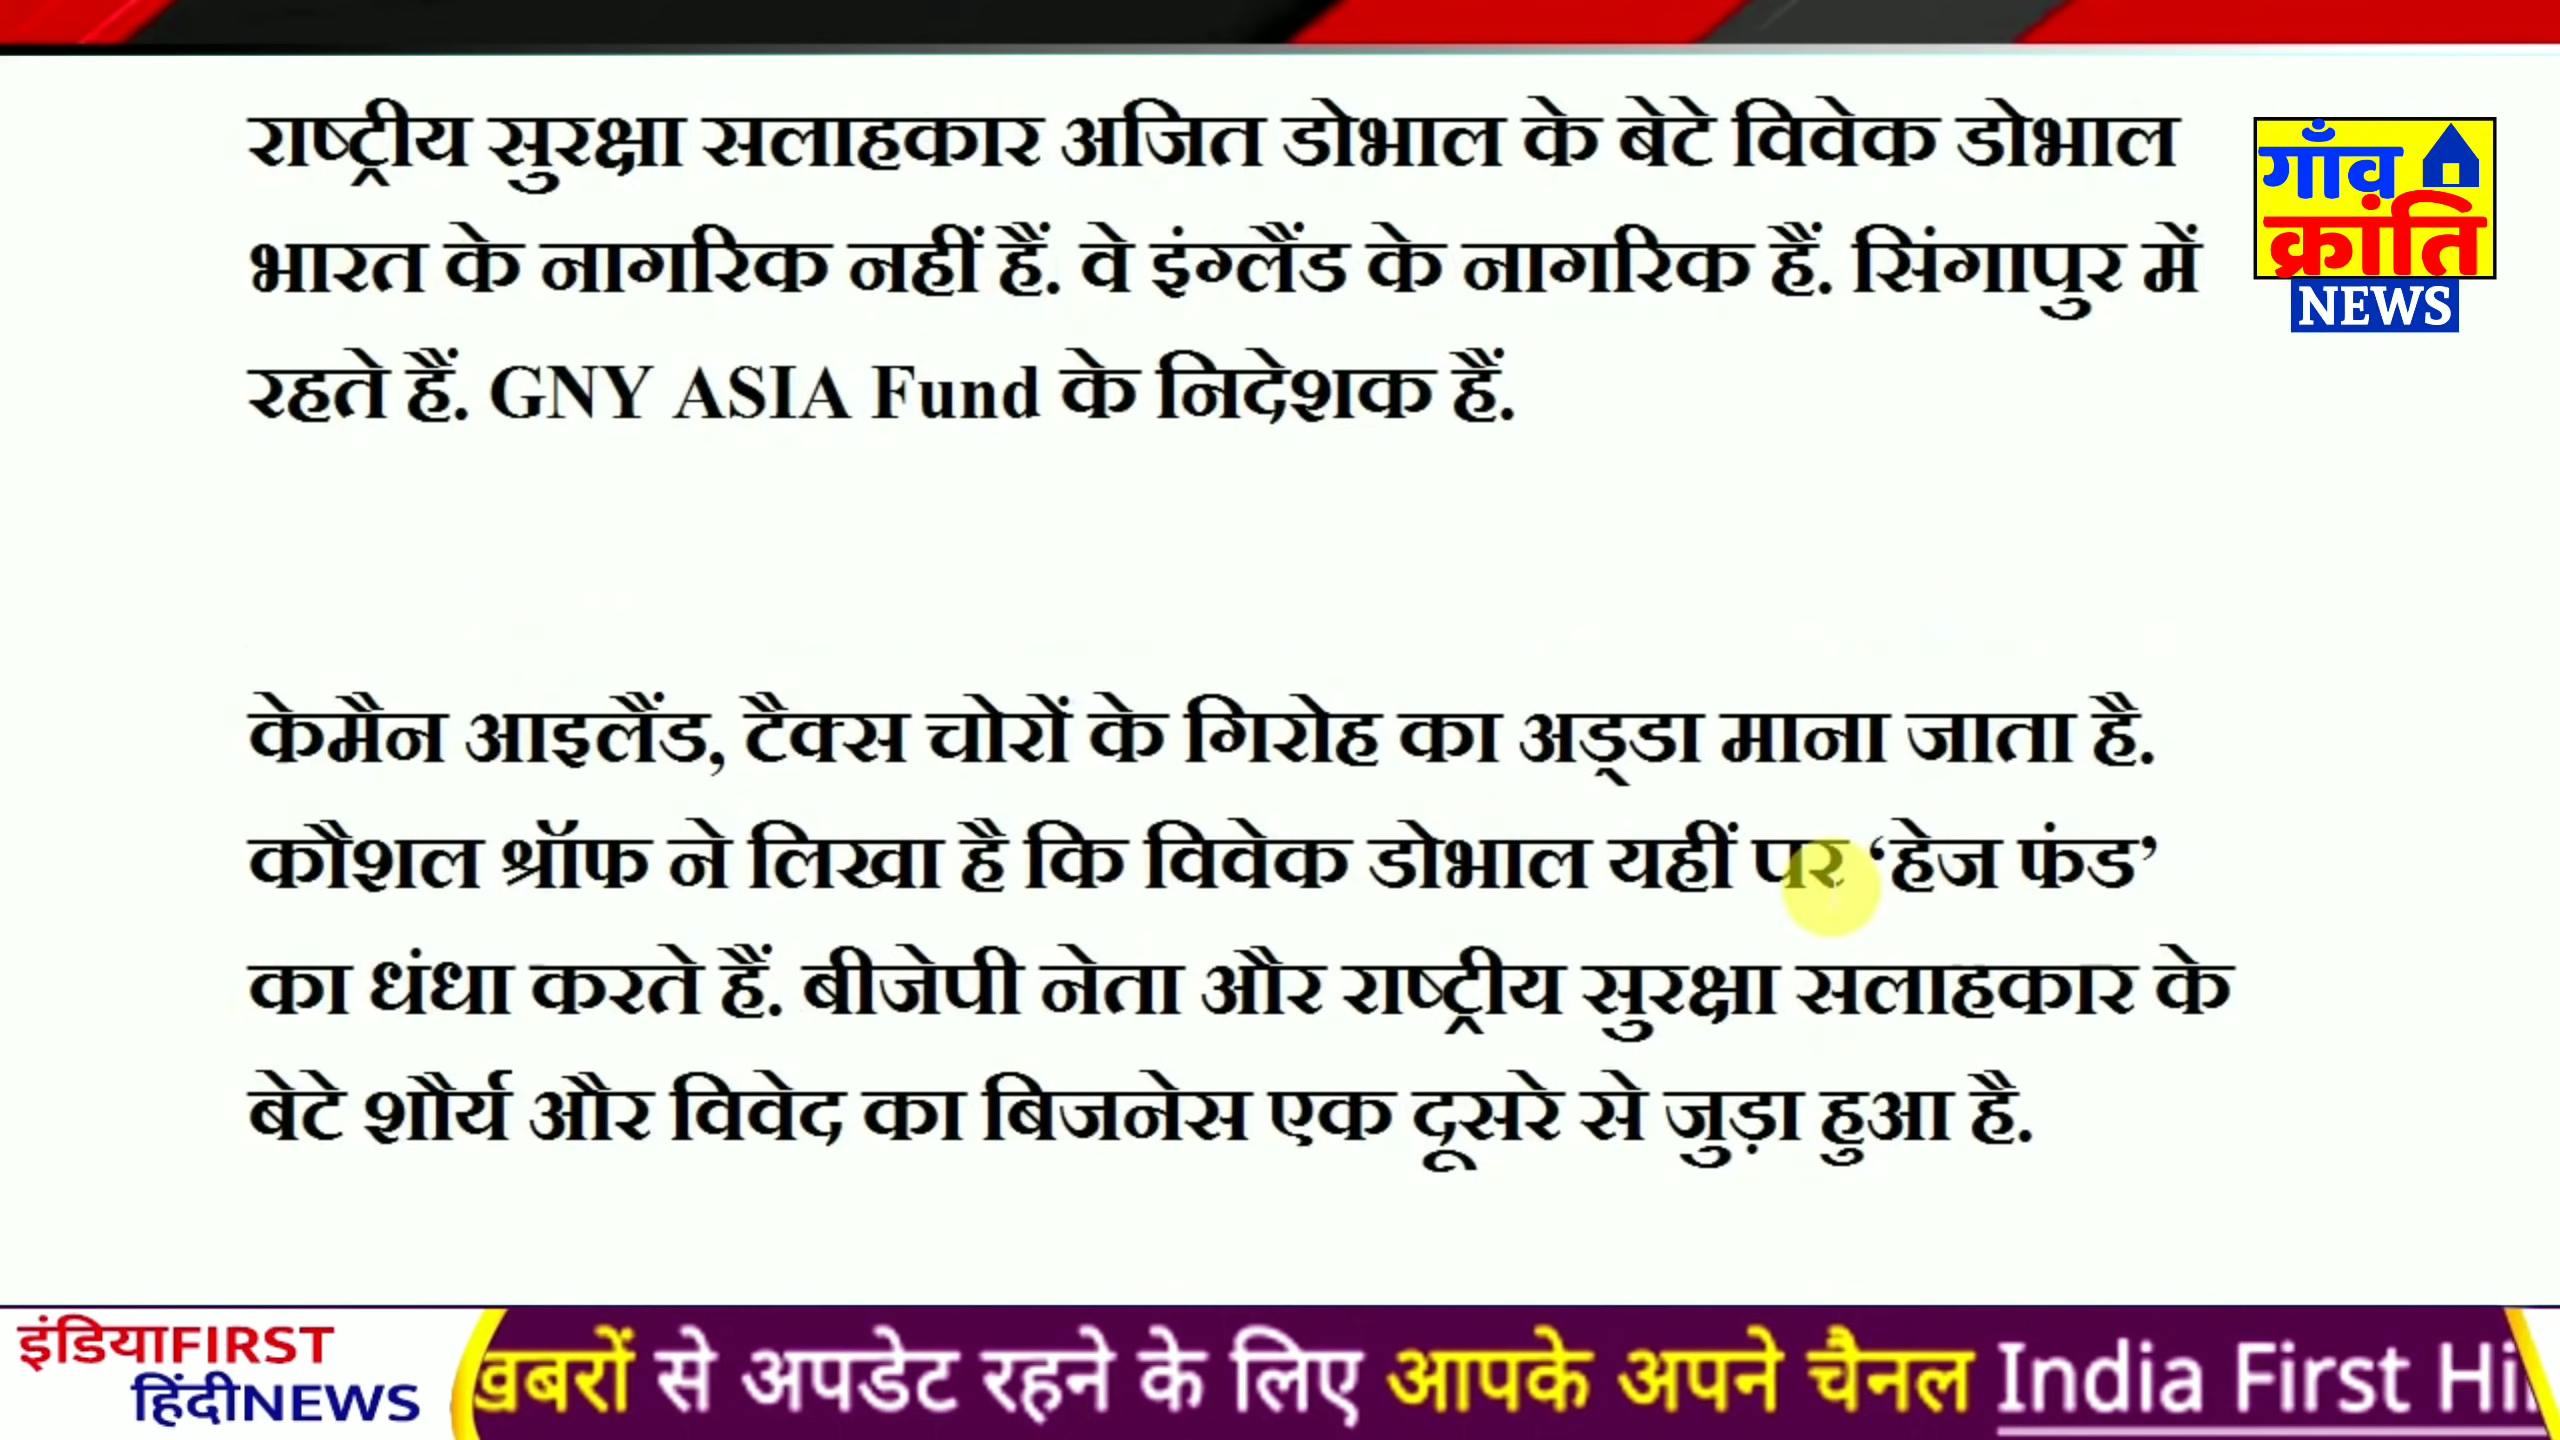 राष्ट्रीय सुरक्षा सलाहकार अजित डोभाल के बेटे विवेक डोभाल
भारत के नागरिक नहीं हैं. वे इंग्लैंड के नागरिक हैं. सिंगापुर में
रहते हैं. GNY ASIA Fund के निदेशक हैं.
गाँव
क्रांति
NEWS
केमैन आइलैंड, टैक्स चोरों के गिरोह का अड्डा माना जाता है.
कौशल श्रॉफ ने लिखा है कि विवेक डोभाल यहीं पर ‘हेज फंड’
का धंधा करते हैं. बीजेपी नेता और राष्ट्रीय सुरक्षा सलाहकार के
बेटे शौर्य और विवेद का बिजनेस एक दूसरे से जुड़ा हुआ है.
इंडियाFIRST
हिंदीNEWS
खबरों से अपडेट रहने के लिए आपके अपने चैनल India First Hi